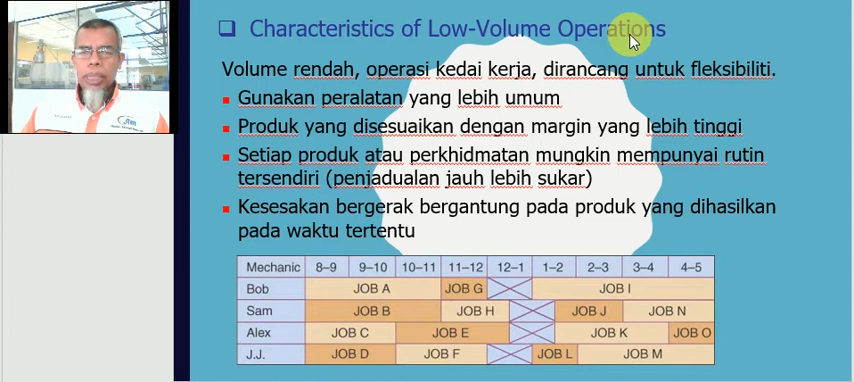 Characteristics of Low-Volume Operations
Volume rendah, operasi kedai kerja, dirancang untuk fleksibiliti.
Gunakan peralatan yang lebih umum
Produk yang disesuaikan dengan margin yang lebih tinggi
Setiap produk atau perkhidmatan mungkin mempunyai rutin
tersendiri (penjadualan jauh lebih sukar)
Kesesakan bergerak bergantung pada produk yang dihasilkan
pada waktu tertentu
Mechanic 8–9 9–10 10–11 11–12 12–1 1–2 2–3 3–4 4–5
Bob JOB A JOB G JOB I
Sam JOB B JOB H JOB J JOB N
Alex JOB C JOB E JOB K JOB O
J.J. JOB D JOB F JOB L JOB M